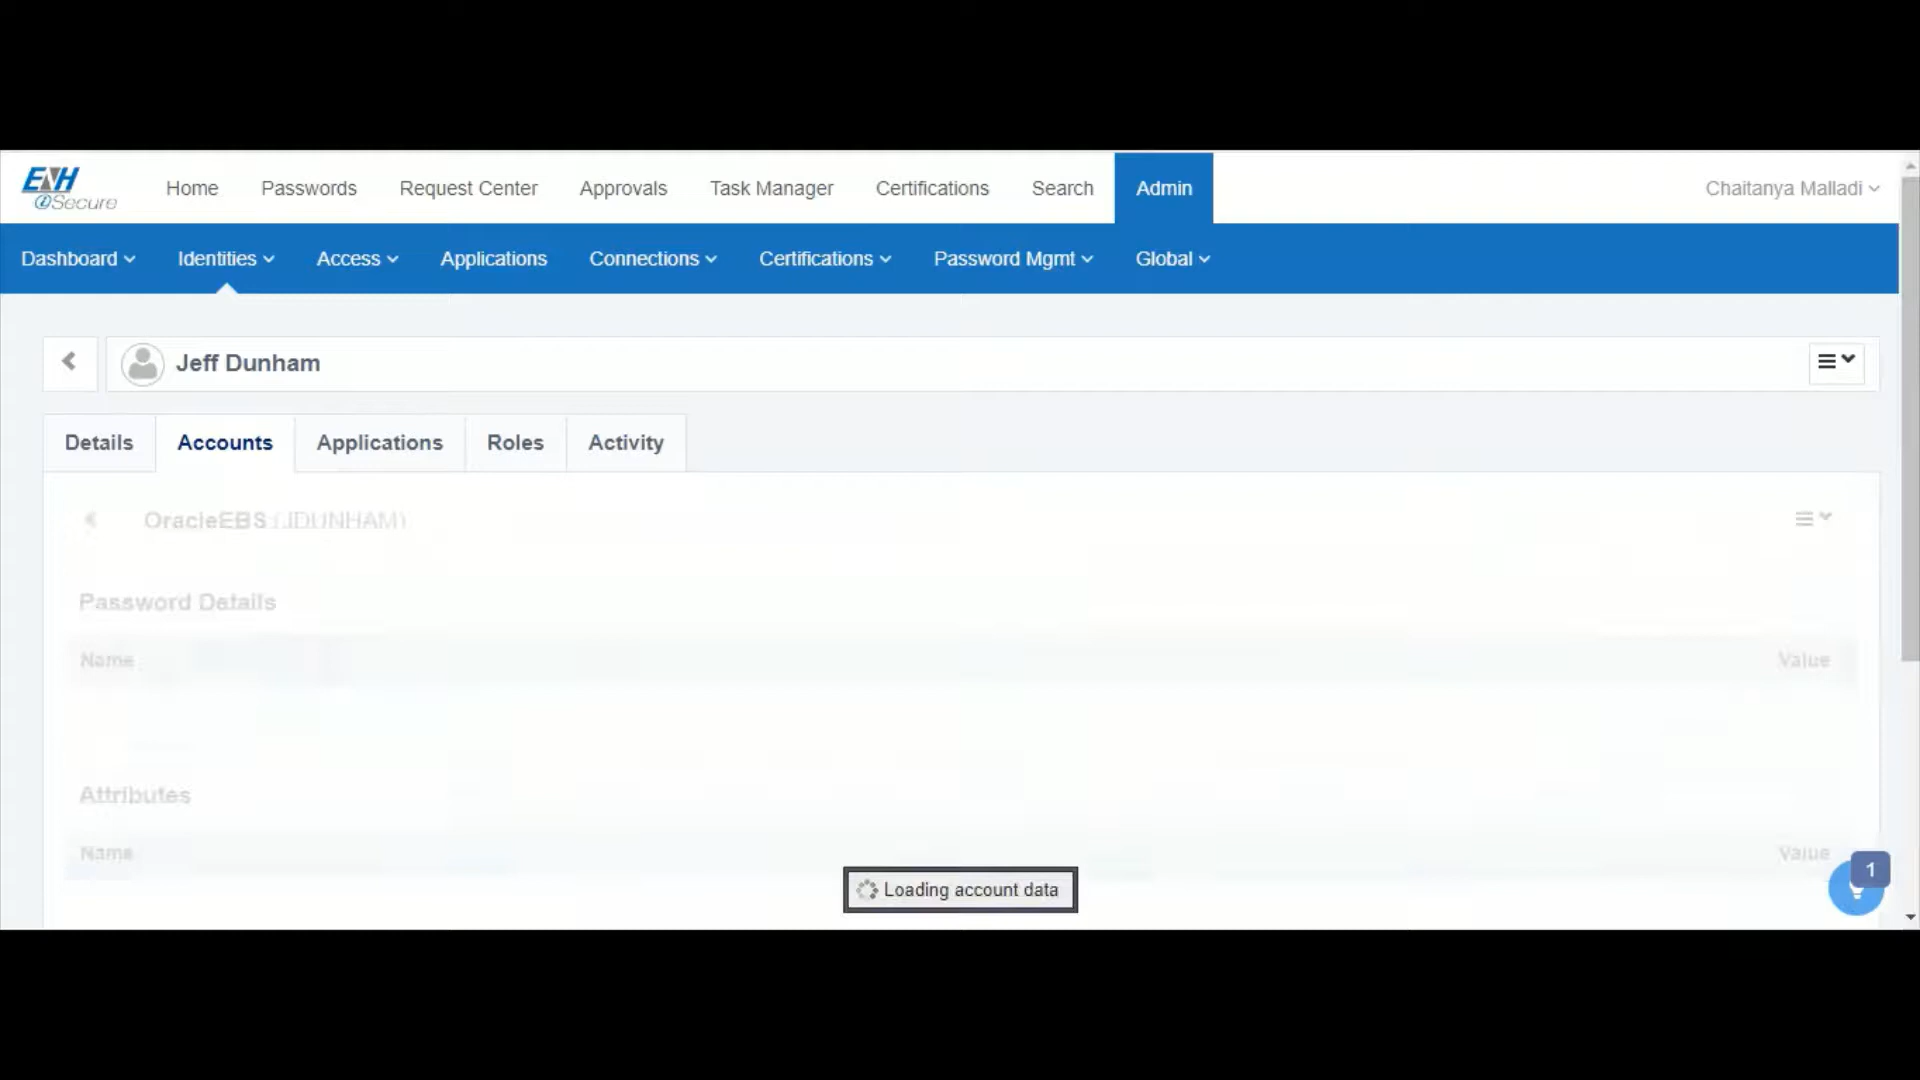 ENH
iSecure
Home Passwords Request Center Approvals Task Manager Certifications Search Admin Chaitanya Malladi
Dashboard Identities Access Applications Connections Certifications Password Mgmt Global
Jeff Dunham
Details Accounts Applications Roles Activity
OracleEBS (JDUNHAM)
Password Details
Name Value
Attributes
Name Value
1
Loading account data